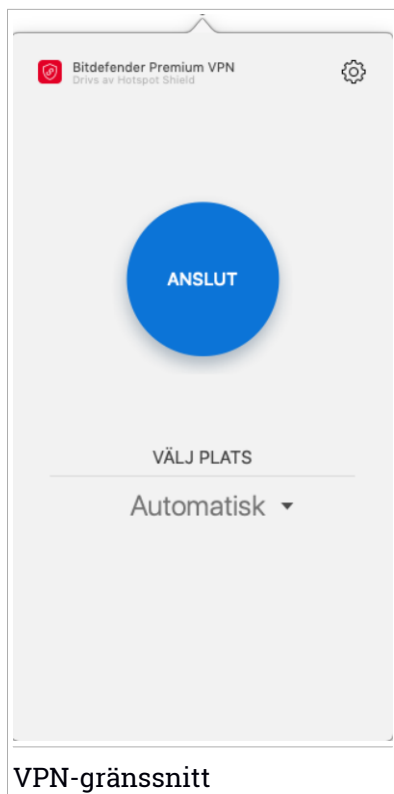 Bitdefender Premium VPN
Drivs av Hotspot Shield
ANSLUT
VÄLJ PLATS
Automatisk
VPN-gränssnitt